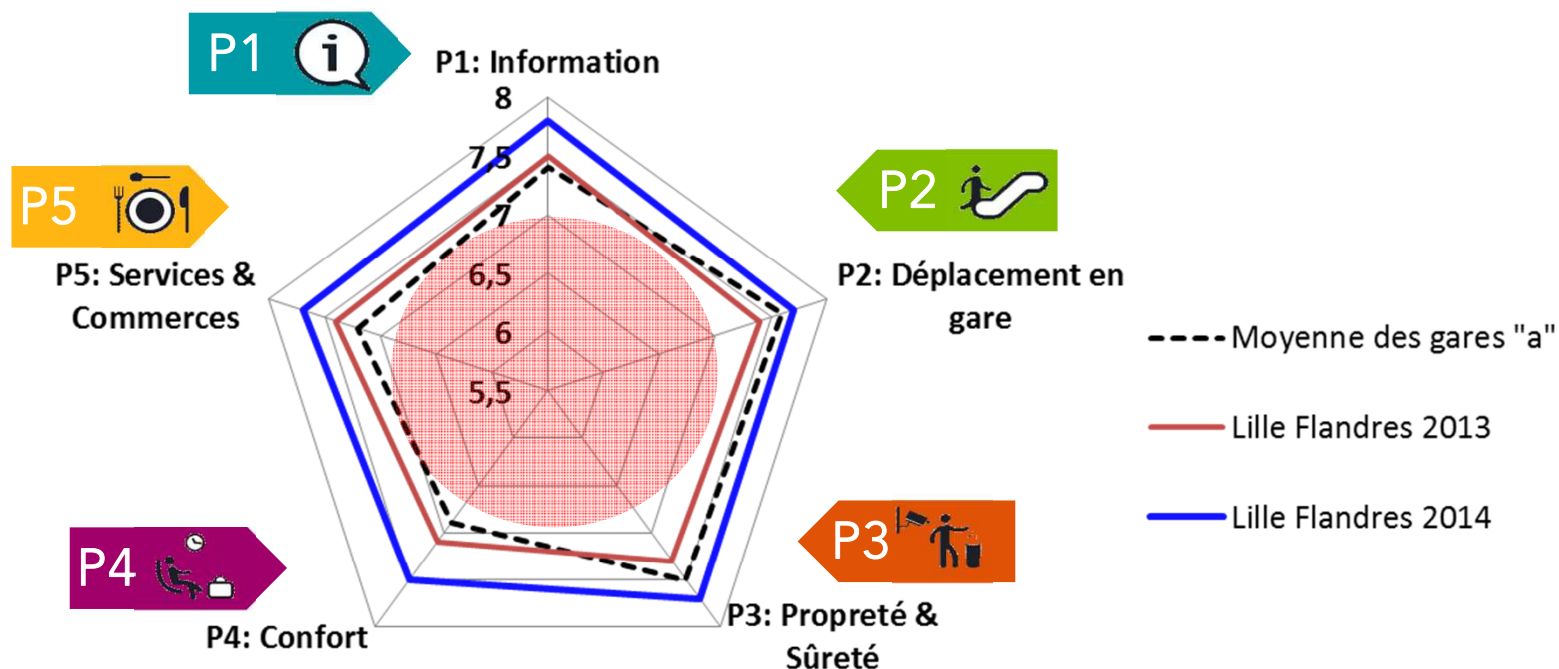 P1
i
P1: Information
8
7,5
7
6,5
6
5,5
P2
P2: Déplacement en
gare
P3
P3: Propreté &
Sûreté
P4
P4: Confort
P5
P5: Services &
Commerces
Moyenne des gares "a"
Lille Flandres 2013
Lille Flandres 2014